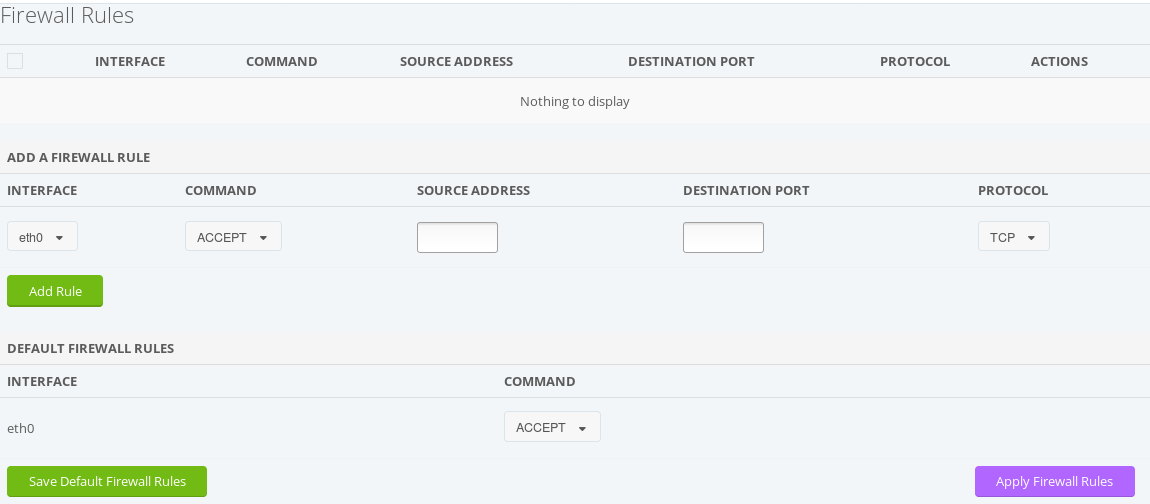 Firewall Rules
INTERFACE COMMAND SOURCE ADDRESS DESTINATION PORT PROTOCOL ACTIONS
Nothing to display
ADD A FIREWALL RULE
INTERFACE COMMAND SOURCE ADDRESS DESTINATION PORT PROTOCOL
eth0 ACCEPT TCP
Add Rule
DEFAULT FIREWALL RULES
INTERFACE COMMAND
eth0 ACCEPT
Save Default Firewall Rules Apply Firewall Rules